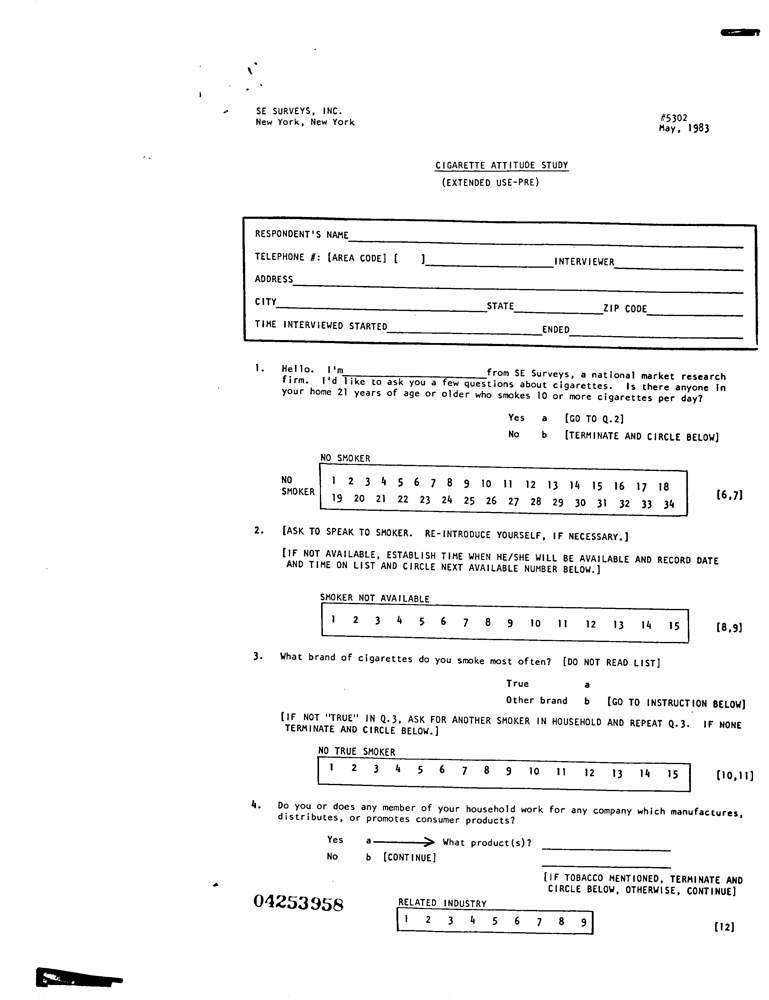 SE SURVEYS, INC.
New York, New York
#5302
May, 1983
CIGARETTE ATTITUDE STUDY
(EXTENDED USE-PRE)
RESPONDENT'S NAME
TELEPHONE #: [AREA CODE] [ ] INTERVIEWER
ADDRESS
CITY STATE ZIP CODE
TIME INTERVIEWED STARTED ENDED
1. Hello. I'm from SE Surveys, a national market research
firm. I'd like to ask you a few questions about cigarettes. Is there anyone in
your home 21 years of age or older who smokes 10 or more cigarettes per day?
Yes a [GO TO Q.2]
No b [TERMINATE AND CIRCLE BELOW]
NO SMOKER
NO SMOKER
1 2 3 4 5 6 7 8 9 10 11 12 13 14 15 16 17 18
19 20 21 22 23 24 25 26 27 28 29 30 31 32 33 34
[6,7]
2. [ASK TO SPEAK TO SMOKER. RE-INTRODUCE YOURSELF, IF NECESSARY.]
[IF NOT AVAILABLE, ESTABLISH TIME WHEN HE/SHE WILL BE AVAILABLE AND RECORD DATE
AND TIME ON LIST AND CIRCLE NEXT AVAILABLE NUMBER BELOW.]
SMOKER NOT AVAILABLE
1 2 3 4 5 6 7 8 9 10 11 12 13 14 15 [8,9]
3. What brand of cigarettes do you smoke most often? [DO NOT READ LIST]
True a
Other brand b [GO TO INSTRUCTION BELOW]
[IF NOT "TRUE" IN Q.3, ASK FOR ANOTHER SMOKER IN HOUSEHOLD AND REPEAT Q.3. IF NONE
TERMINATE AND CIRCLE BELOW.]
NO TRUE SMOKER
1 2 3 4 5 6 7 8 9 10 11 12 13 14 15 [10,11]
4. Do you or does any member of your household work for any company which manufactures,
distributes, or promotes consumer products?
Yes a → What product(s)?
No b [CONTINUE]
[IF TOBACCO MENTIONED, TERMINATE AND
CIRCLE BELOW, OTHERWISE, CONTINUE]
04253958
RELATED INDUSTRY
1 2 3 4 5 6 7 8 9 [12]